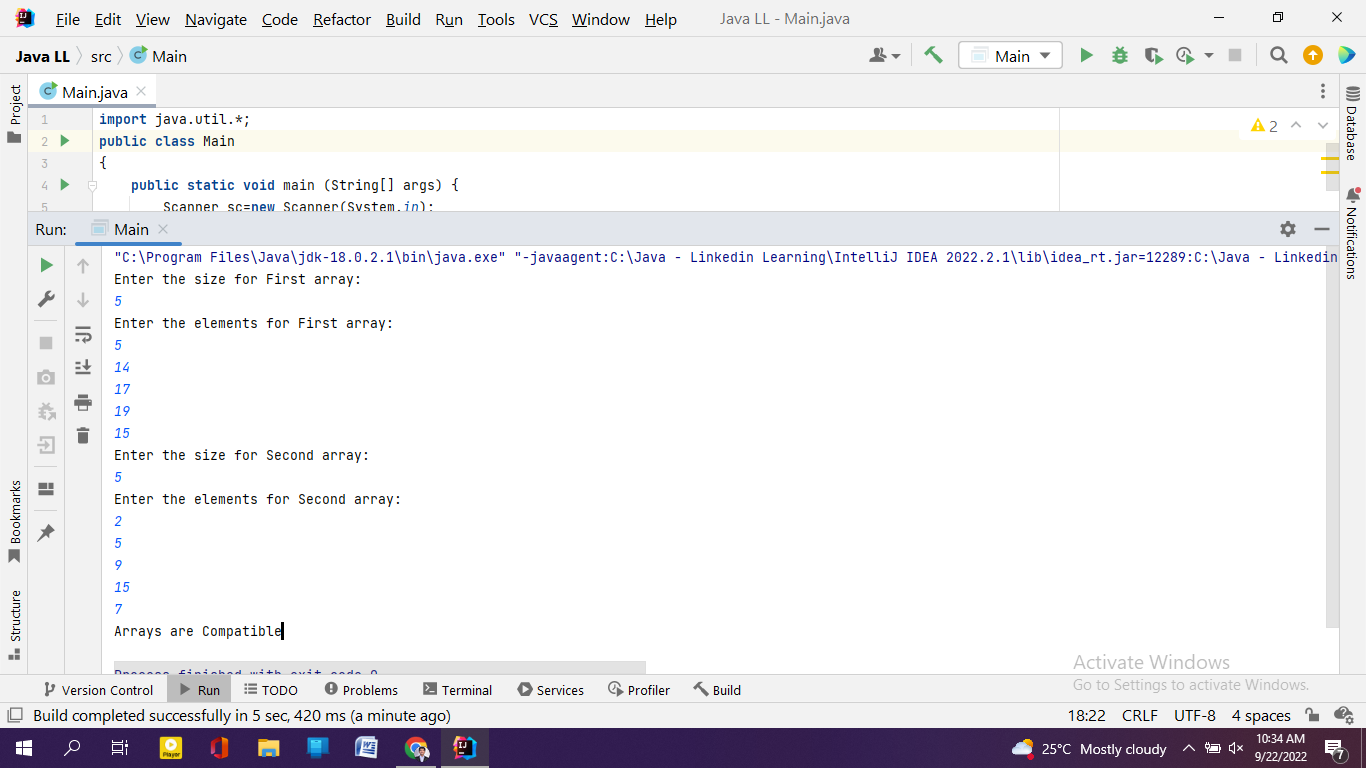 File Edit View Navigate Code Refactor Build Run Tools VCS Window Help Java LL - Main.java
Java LL src Main Main
Project
Main.java
1 import java.util.*;
2 public class Main
3 {
4 public static void main (String[] args) {
5 Scanner sc=new Scanner(System.in);
2
Database
Notifications
Run: Main
"C:\Program Files\Java\jdk-18.0.2.1\bin\java.exe" "-javaagent:C:\Java - Linkedin Learning\IntelliJ IDEA 2022.2.1\lib\idea_rt.jar=12289:C:\Java - Linkedin
Enter the size for First array:
5
Enter the elements for First array:
5
14
17
19
15
Enter the size for Second array:
5
Enter the elements for Second array:
2
5
9
15
7
Arrays are Compatible
Process finished with exit code 0
Bookmarks
Structure
Activate Windows
Go to Settings to activate Windows.
Version Control Run TODO Problems Terminal Services Profiler Build
Build completed successfully in 5 sec, 420 ms (a minute ago) 18:22 CRLF UTF-8 4 spaces
Player
25°C Mostly cloudy
10:34 AM
9/22/2022
7